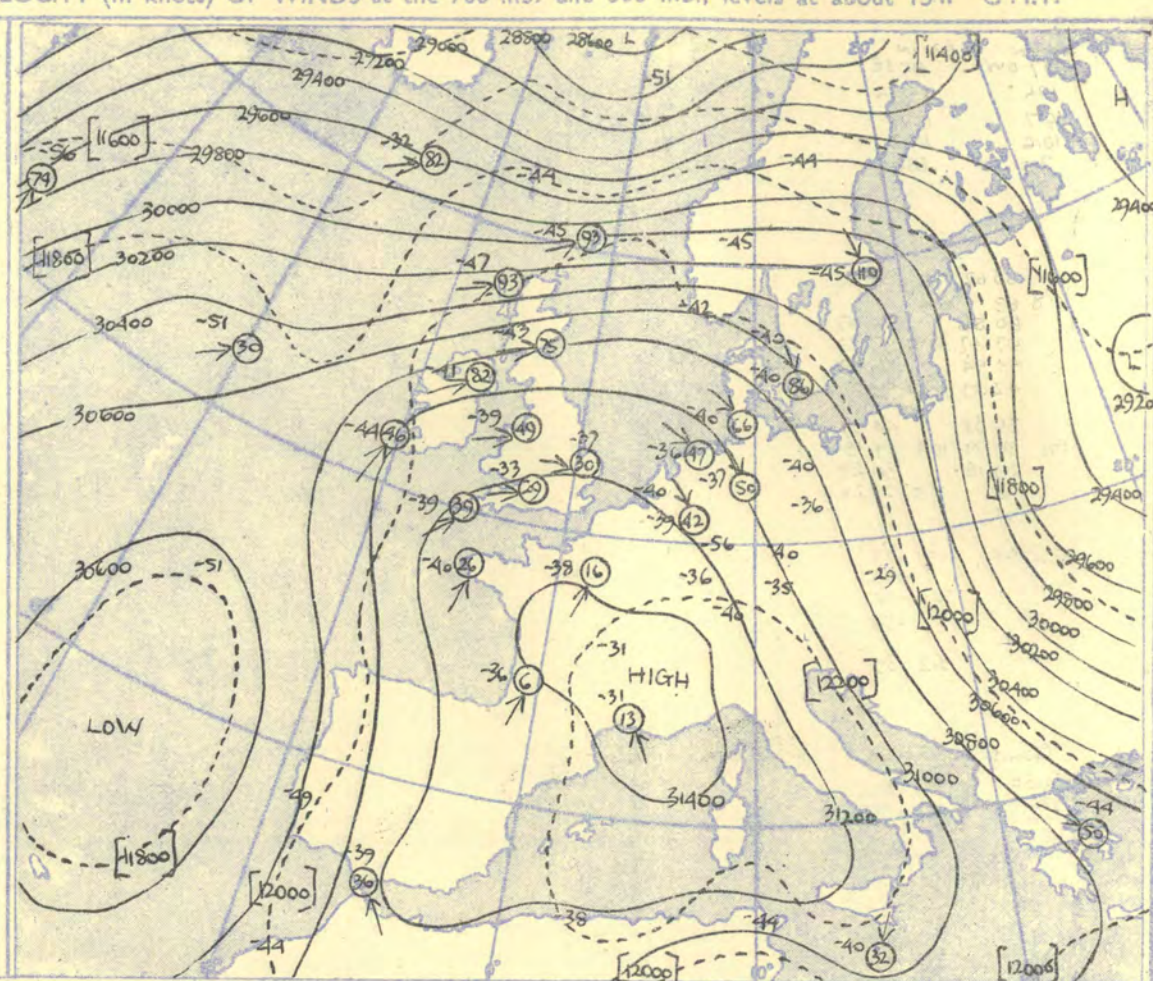 (in knots) OF WINDS at the 700 mb. and 300 mb. levels at about 15h G.M.T.
29000 28800 28600 L
29200 -51 [11400]
29400 H
29600
-32
[11600] 82 -44
-56 29800 -44
74
29400
30000 -45 93 -45
[11800] 30200 -47 -45 110 [11600]
93 -42
30400 -51 -43 -40
30 75
-41 82 -40 86 L
30600 29200
-44 46 -39 49 -40 66
-37 30 -36 47
-33 29 -37 50 -40 [11800] 29400
-39 39 -40 -36
-39 42
30600 -51 -40 26 -38 16 -56 -40 29600
-36 -35 -29 29800
-40 [12000] 30000
-31 30200
-36 6 HIGH [12200] 30400
-31 30600
LOW 13 30800
31000
-49 31400 31200 -44
50
[11800] -39
36 [12000]
-38 -44 -40
-44 32
[12000] 0° [12000]